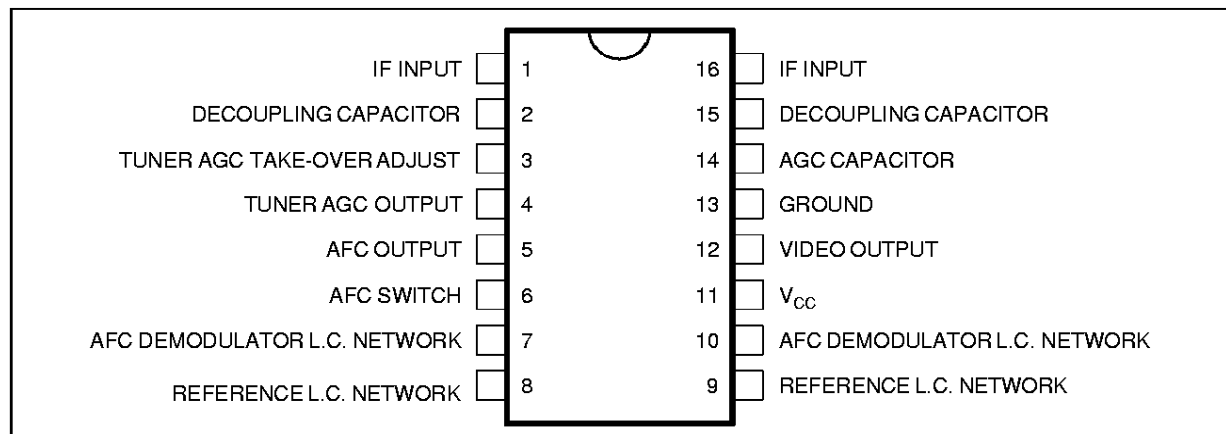 IF INPUT 1 16 IF INPUT
DECOUPLING CAPACITOR 2 15 DECOUPLING CAPACITOR
TUNER AGC TAKE-OVER ADJUST 3 14 AGC CAPACITOR
TUNER AGC OUTPUT 4 13 GROUND
AFC OUTPUT 5 12 VIDEO OUTPUT
AFC SWITCH 6 11 VCC
AFC DEMODULATOR L.C. NETWORK 7 10 AFC DEMODULATOR L.C. NETWORK
REFERENCE L.C. NETWORK 8 9 REFERENCE L.C. NETWORK